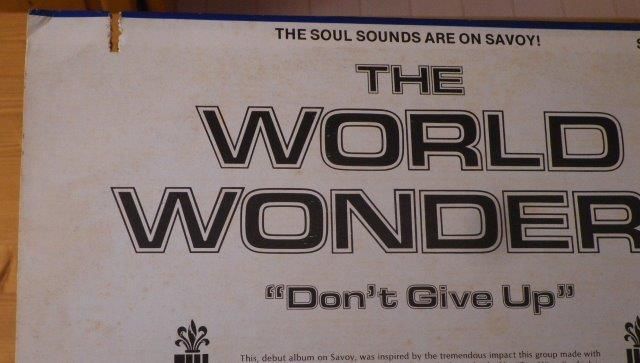 THE SOUL SOUNDS ARE ON SAVOY!
THE
WORLD
WONDER
“Don't Give Up”
This, debut album on Savoy, was inspired by the tremendous impact this group made with